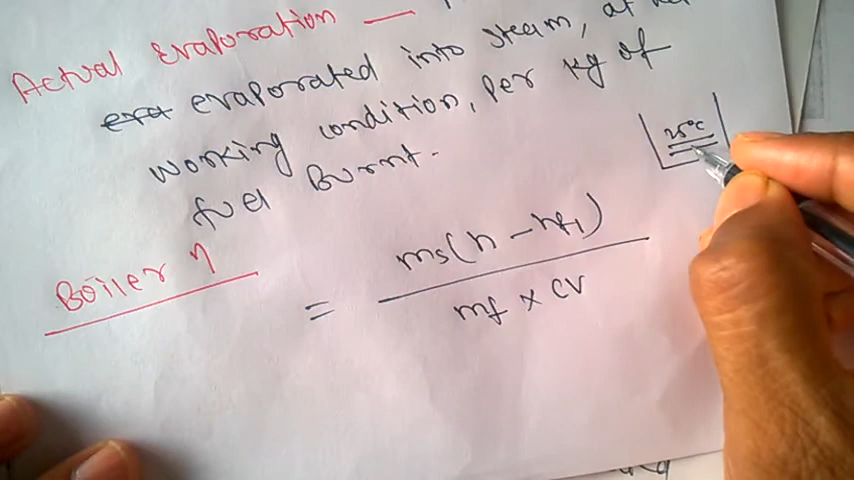 Actual Evaporation —
era evaporated into steam, at
working condition, per kg of
fuel Burnt.
25°C
Boiler η = ms(h - hf1) / mf × CV